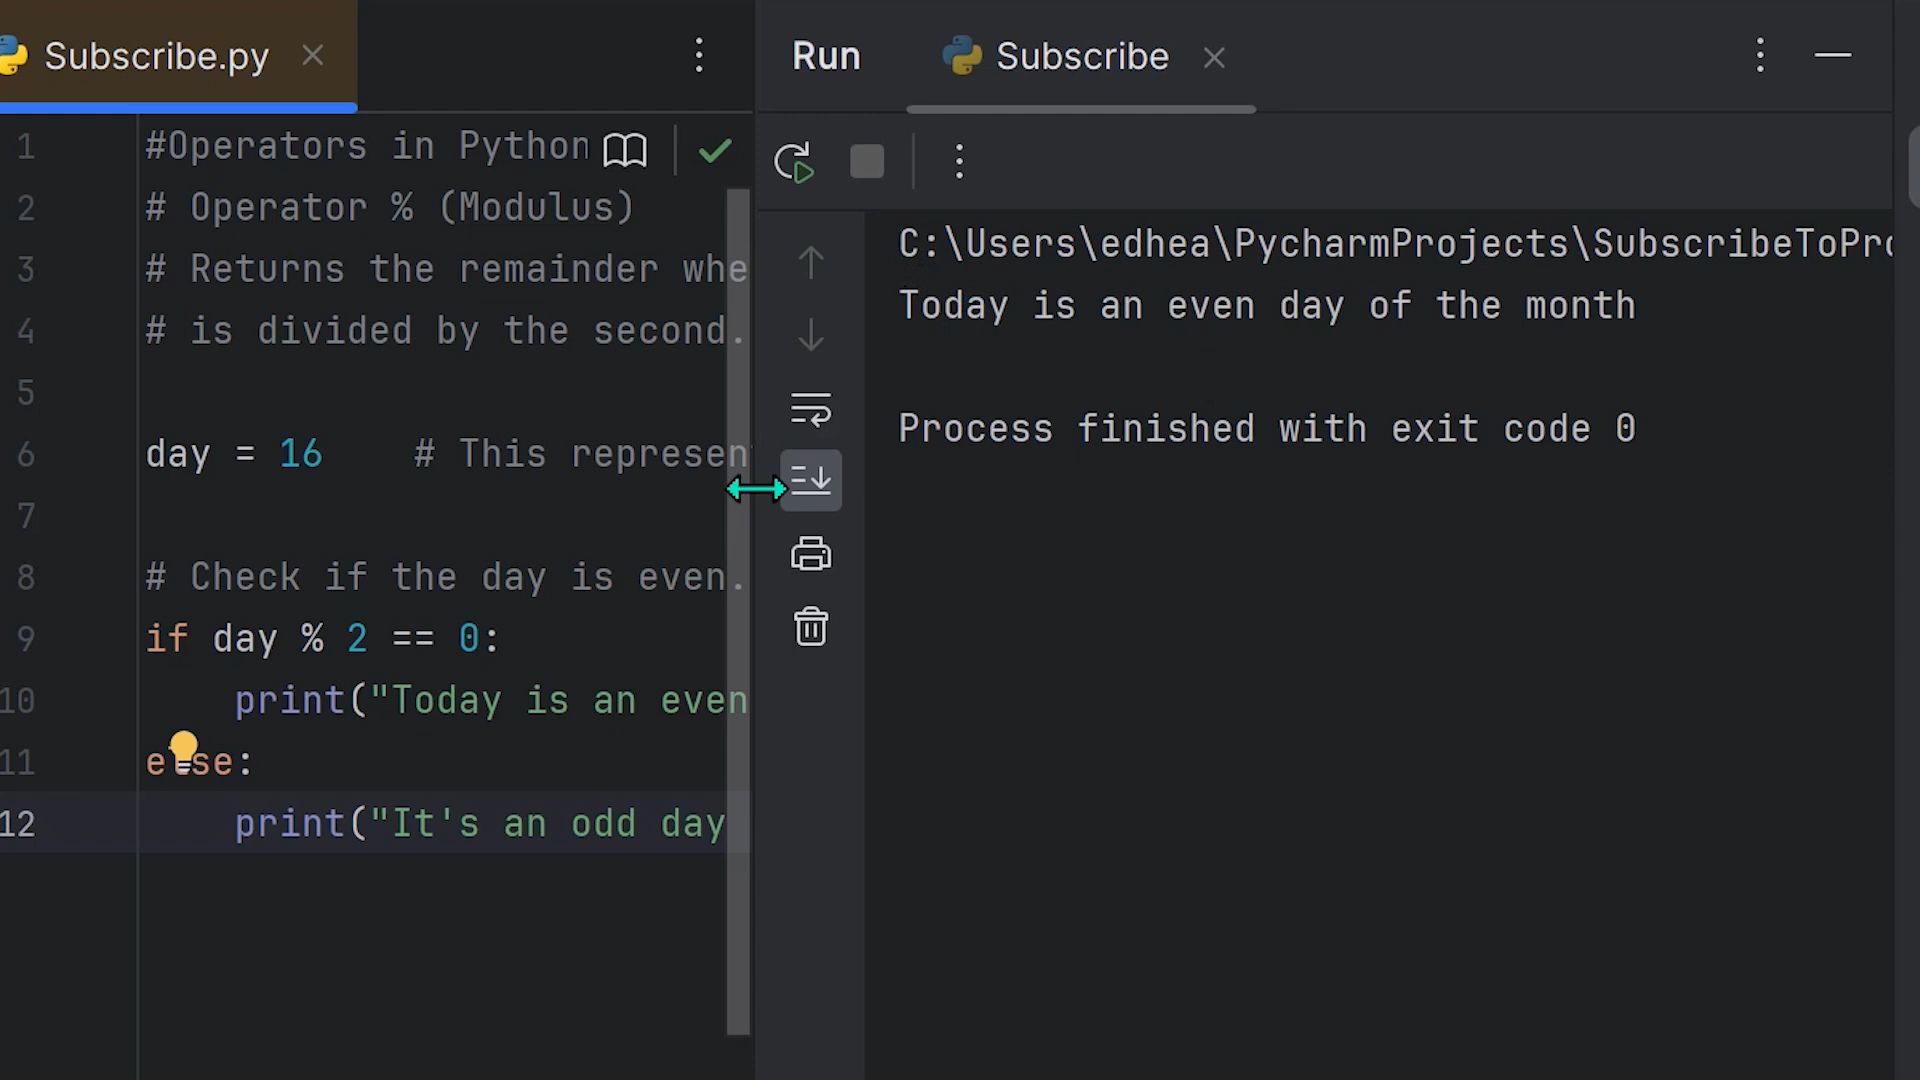 Subscribe.py
1 #Operators in Python
2 # Operator % (Modulus)
3 # Returns the remainder whe
4 # is divided by the second.
5
6 day = 16    # This represen
7
8 # Check if the day is even.
9 if day % 2 == 0:
10     print("Today is an even
11 else:
12     print("It's an odd day
Run Subscribe
C:\Users\edhea\PycharmProjects\SubscribeToPro
Today is an even day of the month
Process finished with exit code 0